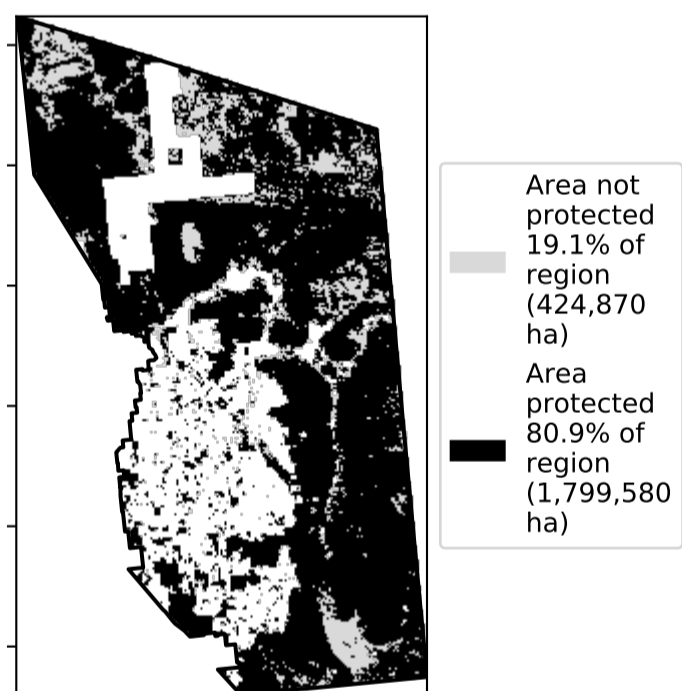 Area not
protected
19.1% of
region
(424,870
ha)
Area
protected
80.9% of
region
(1,799,580
ha)